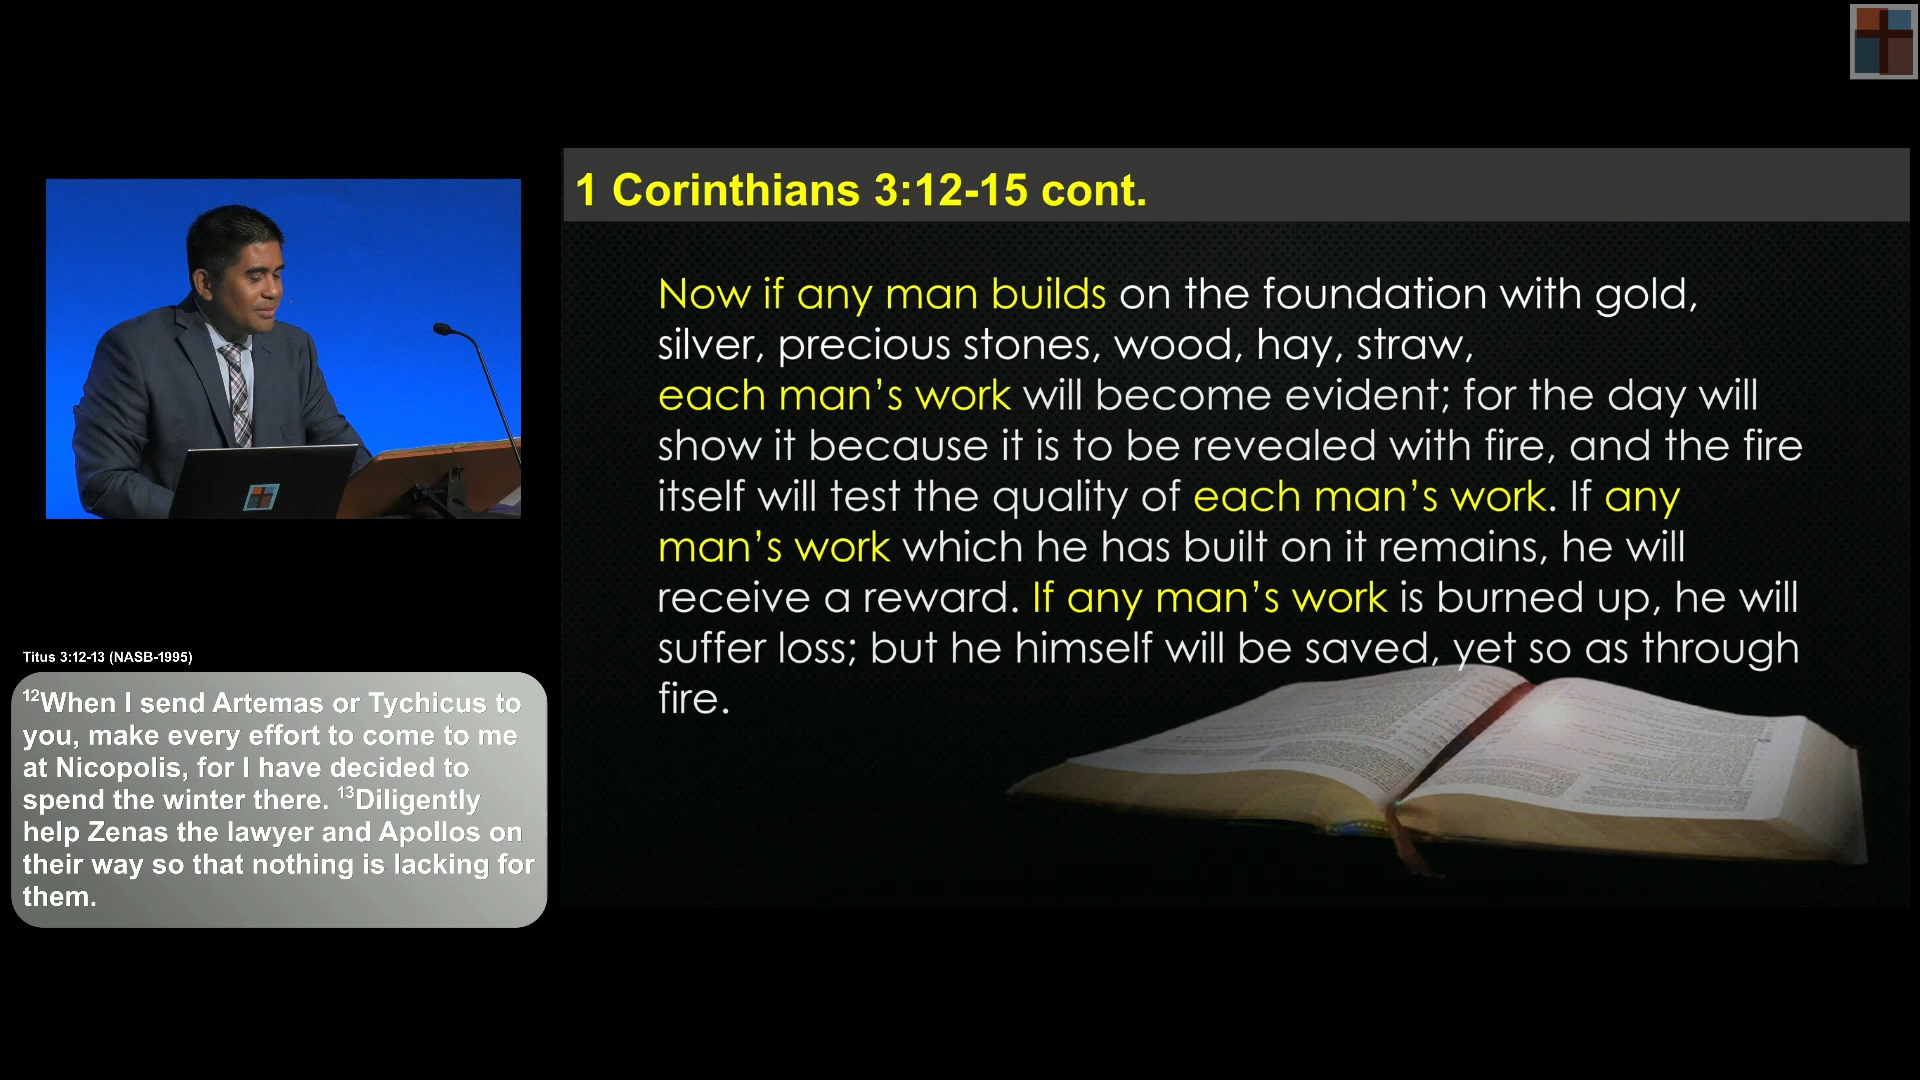 1 Corinthians 3:12-15 cont.
Now if any man builds on the foundation with gold,
silver, precious stones, wood, hay, straw,
each man’s work will become evident; for the day will
show it because it is to be revealed with fire, and the fire
itself will test the quality of each man’s work. If any
man’s work which he has built on it remains, he will
receive a reward. If any man’s work is burned up, he will
suffer loss; but he himself will be saved, yet so as through
fire.
Titus 3:12-13 (NASB-1995)
12When I send Artemas or Tychicus to
you, make every effort to come to me
at Nicopolis, for I have decided to
spend the winter there. 13Diligently
help Zenas the lawyer and Apollos on
their way so that nothing is lacking for
them.